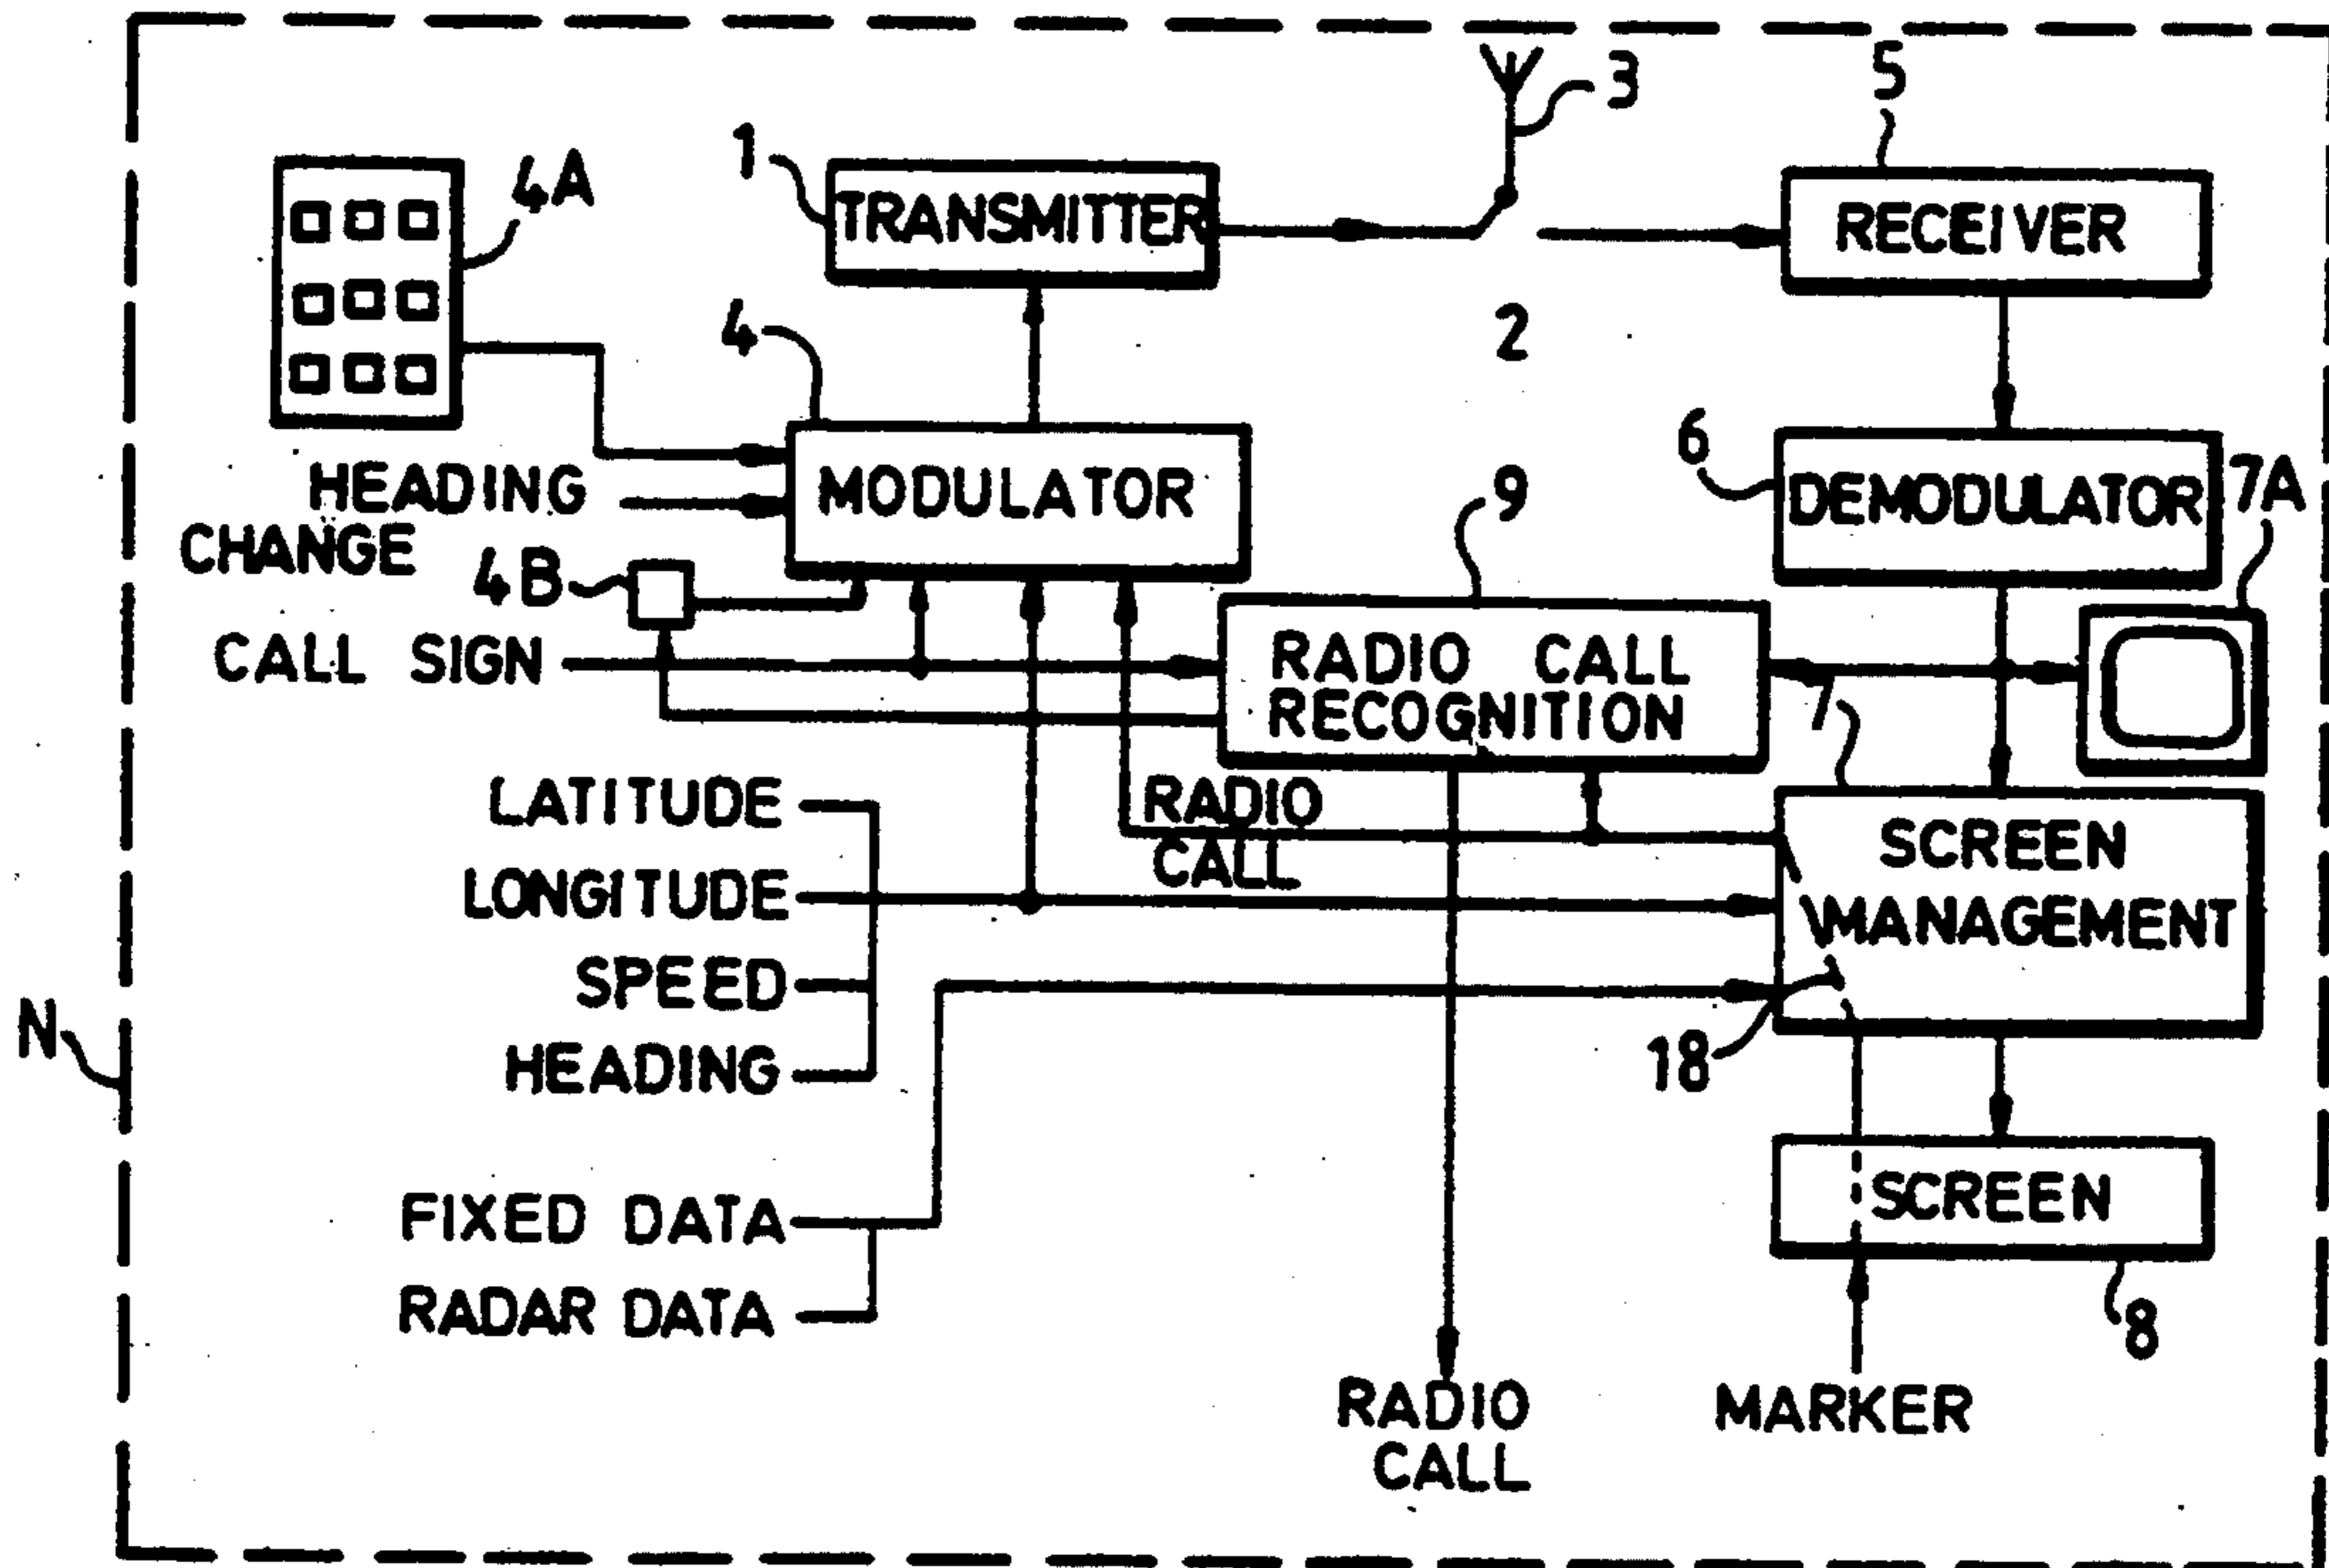 3
5
1
4A
TRANSMITTER
RECEIVER
4
2
6
9
7A
HEADING
CHANGE
MODULATOR
DEMODULATOR
4B
CALL SIGN
RADIO CALL
RECOGNITION
7
LATITUDE
RADIO
CALL
SCREEN
MANAGEMENT
LONGITUDE
SPEED
N
HEADING
18
FIXED DATA
SCREEN
RADAR DATA
8
RADIO
CALL
MARKER